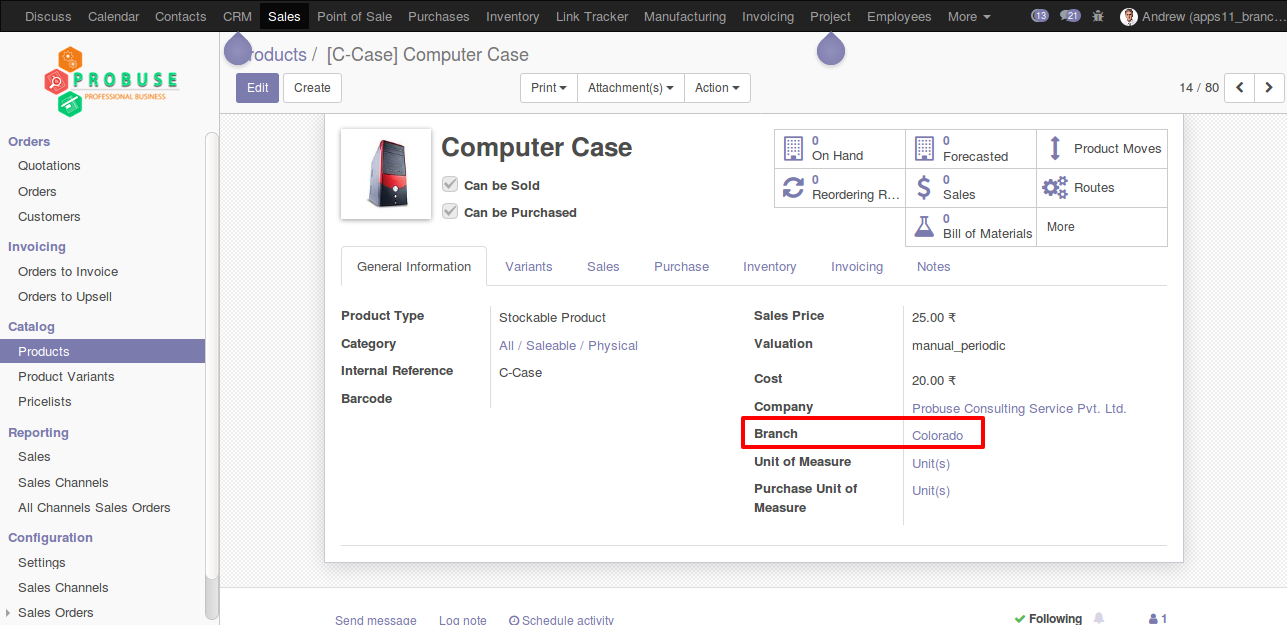 Discuss Calendar Contacts CRM Sales Point of Sale Purchases Inventory Link Tracker Manufacturing Invoicing Project Employees More 13 21 Andrew (apps11_branc...
PROBUSE
PROFESSIONAL BUSINESS
roducts / [C-Case] Computer Case
Edit Create Print Attachment(s) Action 14 / 80
Orders
Quotations
Orders
Customers
Invoicing
Orders to Invoice
Orders to Upsell
Catalog
Products
Product Variants
Pricelists
Reporting
Sales
Sales Channels
All Channels Sales Orders
Configuration
Settings
Sales Channels
Sales Orders
Computer Case
Can be Sold
Can be Purchased
0 On Hand
0 Forecasted
Product Moves
0 Reordering R...
0 Sales
Routes
0 Bill of Materials
More
General Information Variants Sales Purchase Inventory Invoicing Notes
Product Type Stockable Product
Category All / Saleable / Physical
Internal Reference C-Case
Barcode
Sales Price 25.00 ₹
Valuation manual_periodic
Cost 20.00 ₹
Company Probuse Consulting Service Pvt. Ltd.
Branch Colorado
Unit of Measure Unit(s)
Purchase Unit of Measure Unit(s)
Send message Log note Schedule activity Following 1